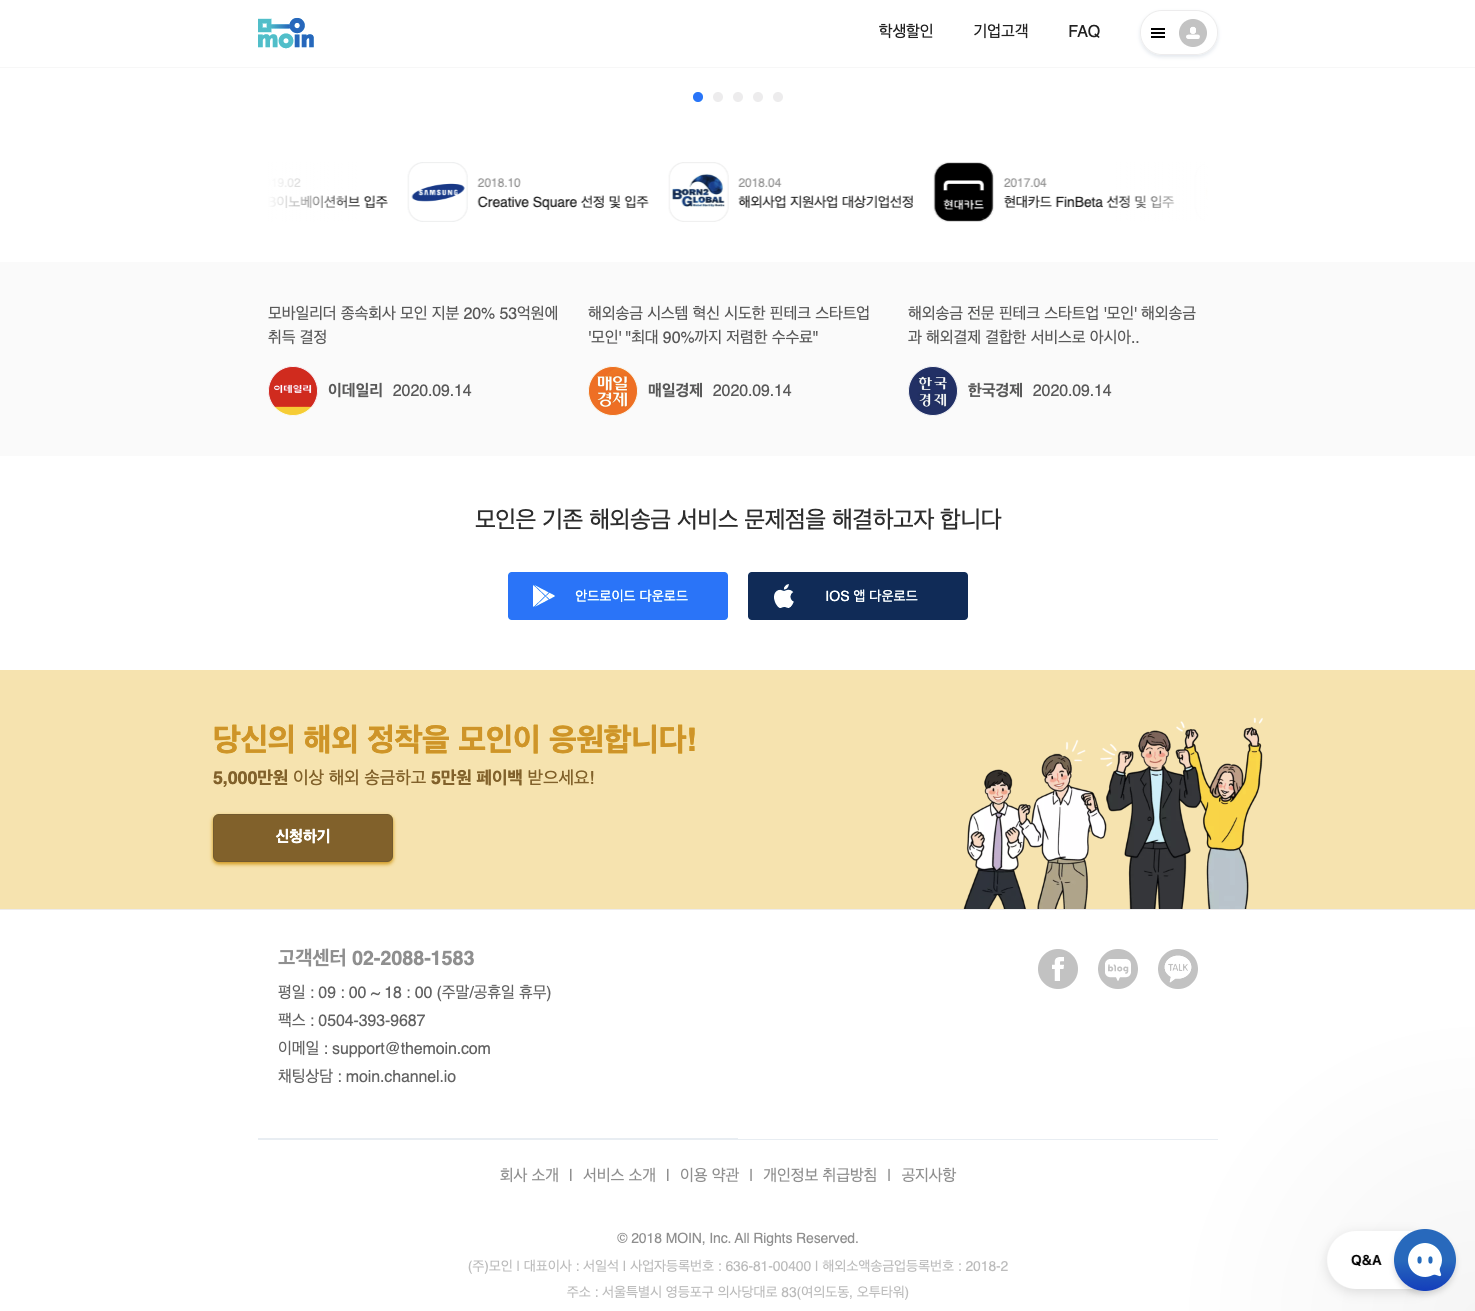 moin
학생할인
기업고객
FAQ
입주
SAMSUNG
2018.10
Creative Square 선정 및 입주
BORN2
GLOBAL
2018.04
해외사업 지원사업 대상기업선정
현대카드
2017.04
현대카드 FinBeta 선정 및 입주
모바일리더 종속회사 모인 지분 20% 53억원에
취득 결정
이데일리
이데일리 2020.09.14
해외송금 시스템 혁신 시도한 핀테크 스타트업
'모인' "최대 90%까지 저렴한 수수료"
매일
경제
매일경제 2020.09.14
해외송금 전문 핀테크 스타트업 '모인' 해외송금
과 해외결제 결합한 서비스로 아시아..
한국
경제
한국경제 2020.09.14
모인은 기존 해외송금 서비스 문제점을 해결하고자 합니다
안드로이드 다운로드
IOS 앱 다운로드
당신의 해외 정착을 모인이 응원합니다!
5,000만원 이상 해외 송금하고 5만원 페이백 받으세요!
신청하기
고객센터 02-2088-1583
평일 : 09 : 00 ~ 18 : 00 (주말/공휴일 휴무)
팩스 : 0504-393-9687
이메일 : support@themoin.com
채팅상담 : moin.channel.io
f
blog
TALK
회사 소개 | 서비스 소개 | 이용 약관 | 개인정보 취급방침 | 공지사항
© 2018 MOIN, Inc. All Rights Reserved.
(주)모인 | 대표이사 : 서일석 | 사업자등록번호 : 636-81-00400 | 해외소액송금업등록번호 : 2018-2
주소 : 서울특별시 영등포구 의사당대로 83(여의도동, 오투타워)
Q&A